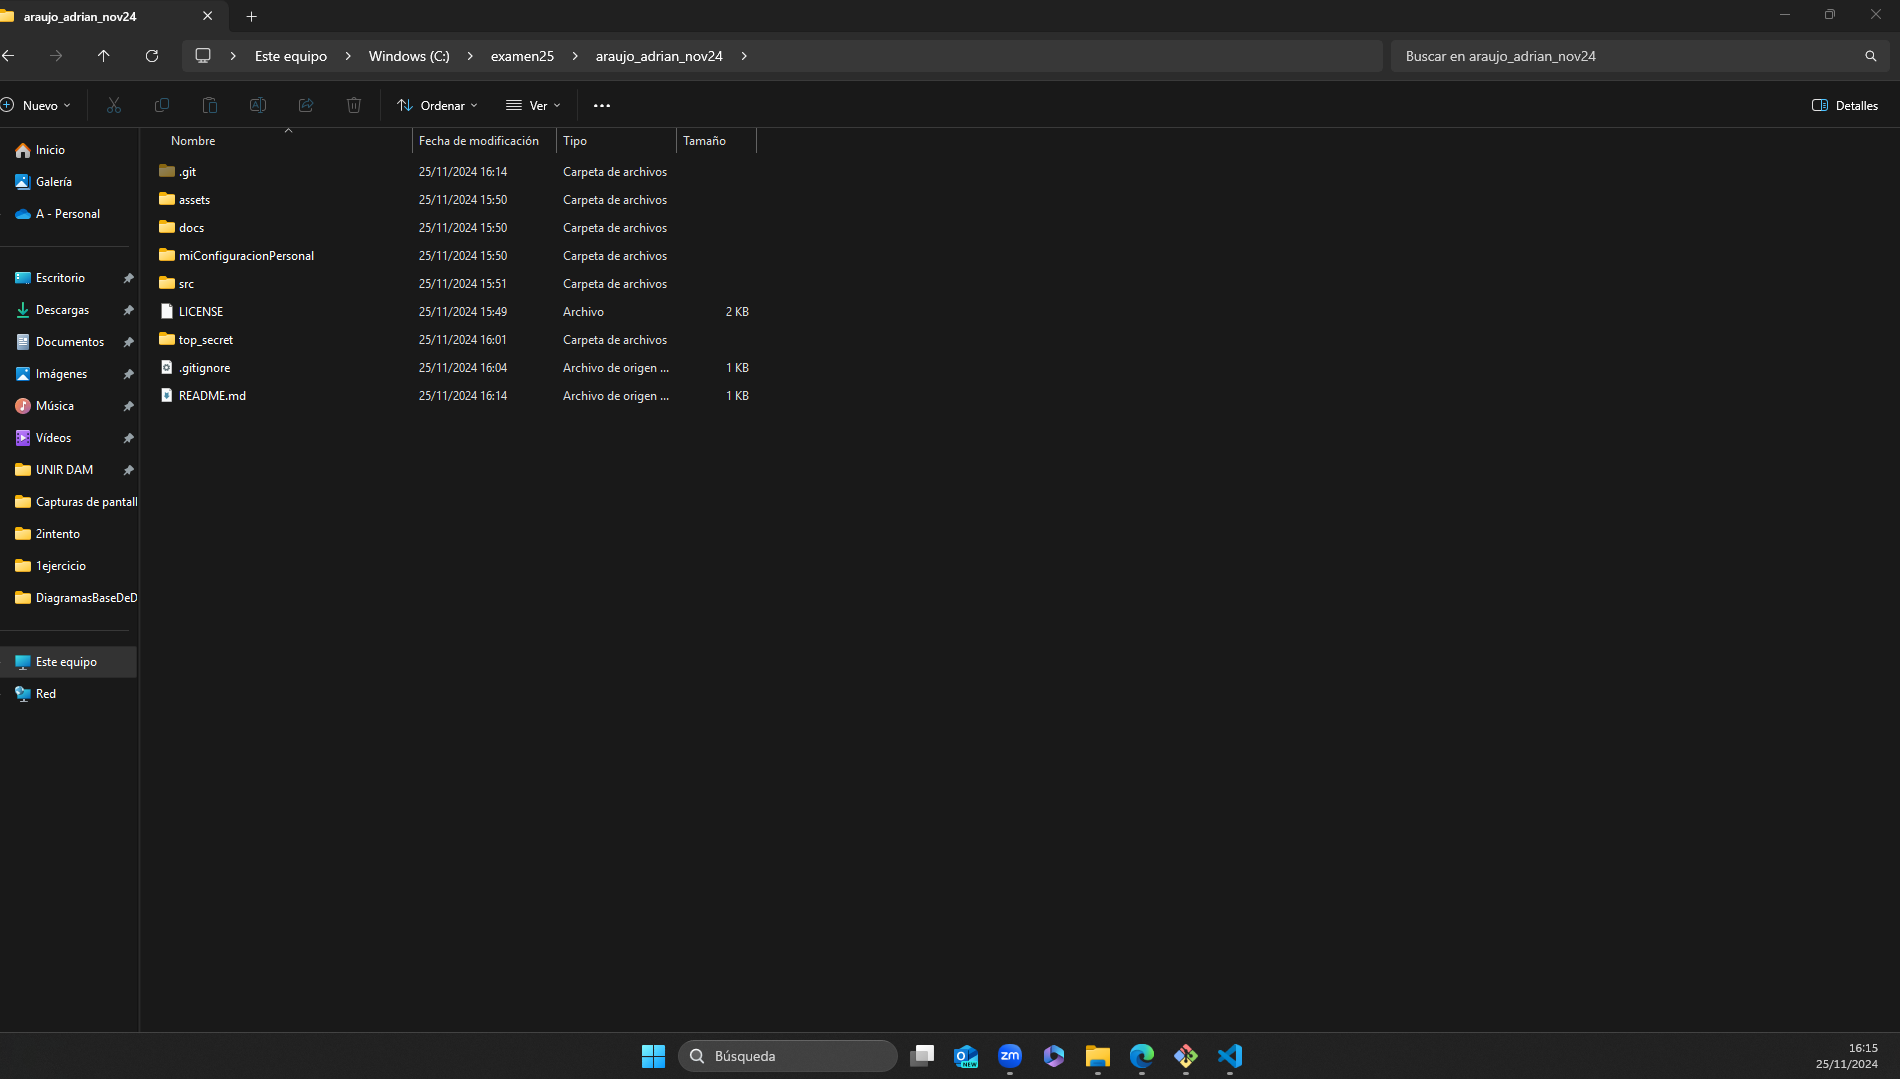 araujo_adrian_nov24
Este equipo Windows (C:) examen25 araujo_adrian_nov24
Buscar en araujo_adrian_nov24
Nuevo
Ordenar
Ver
Detalles
Nombre Fecha de modificación Tipo Tamaño
.git 25/11/2024 16:14 Carpeta de archivos
assets 25/11/2024 15:50 Carpeta de archivos
docs 25/11/2024 15:50 Carpeta de archivos
miConfiguracionPersonal 25/11/2024 15:50 Carpeta de archivos
src 25/11/2024 15:51 Carpeta de archivos
LICENSE 25/11/2024 15:49 Archivo 2 KB
top_secret 25/11/2024 16:01 Carpeta de archivos
.gitignore 25/11/2024 16:04 Archivo de origen ... 1 KB
README.md 25/11/2024 16:14 Archivo de origen ... 1 KB
Inicio
Galería
A - Personal
Escritorio
Descargas
Documentos
Imágenes
Música
Vídeos
UNIR DAM
Capturas de pantall
2intento
1ejercicio
DiagramasBaseDeD
Este equipo
Red
Búsqueda
NEW
zm
16:15
25/11/2024